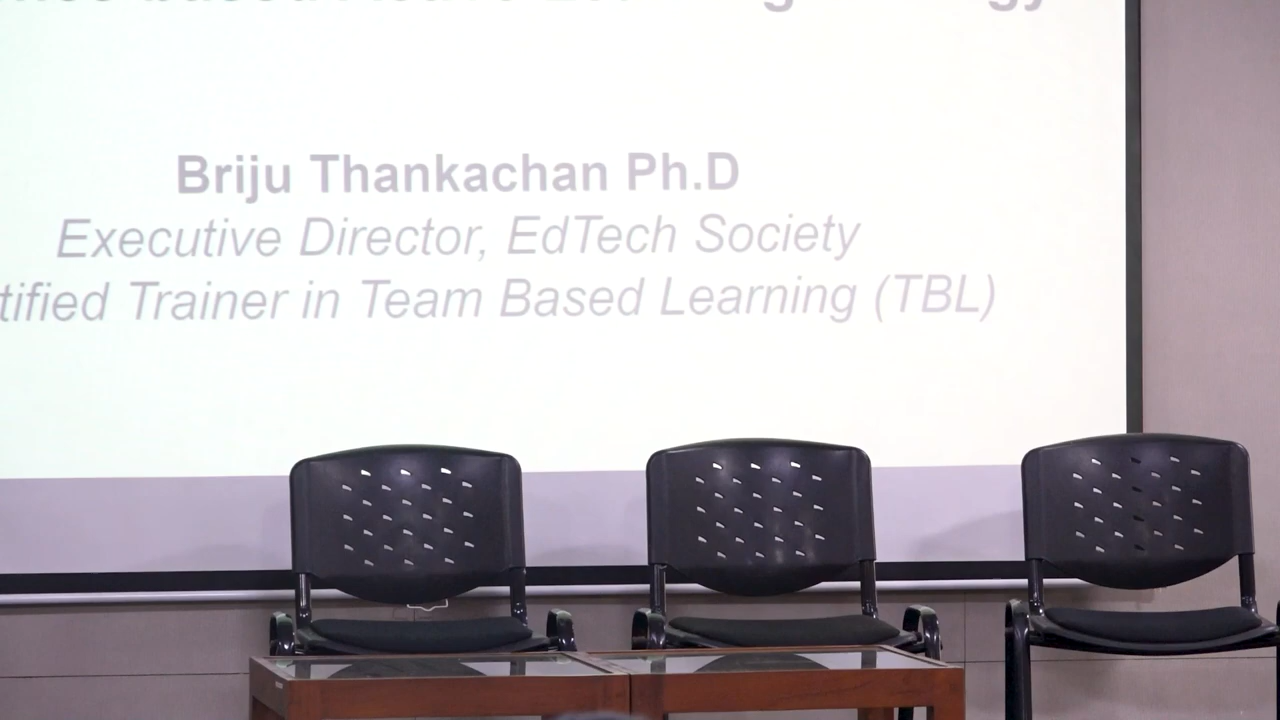 Briju Thankachan Ph.D
Executive Director, EdTech Society
tified Trainer in Team Based Learning (TBL)